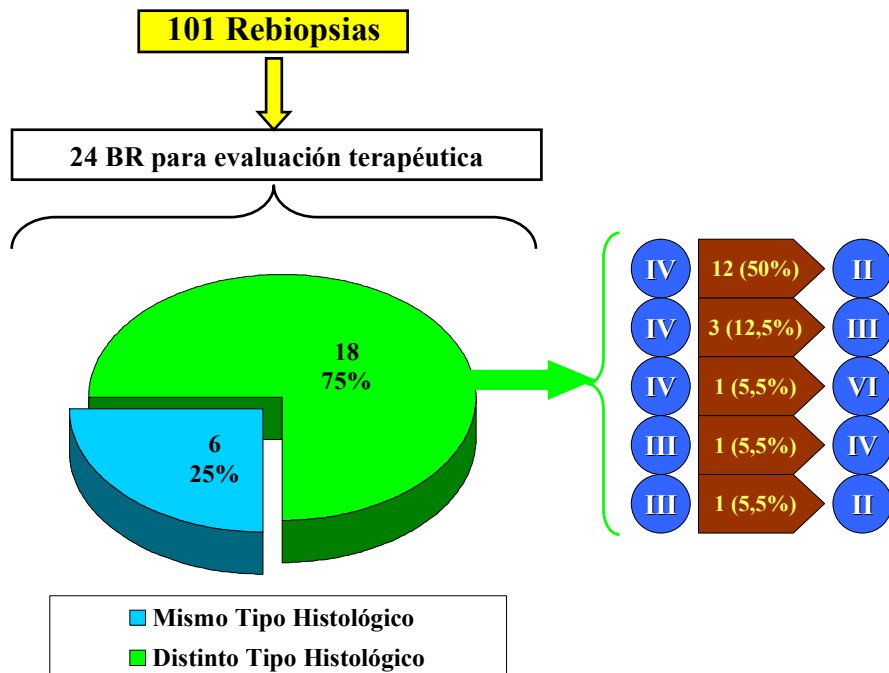 101 Rebiopsias
24 BR para evaluación terapéutica
18
75%
6
25%
IV 12 (50%) II
IV 3 (12,5%) III
IV 1 (5,5%) VI
III 1 (5,5%) IV
III 1 (5,5%) II
Mismo Tipo Histológico
Distinto Tipo Histológico